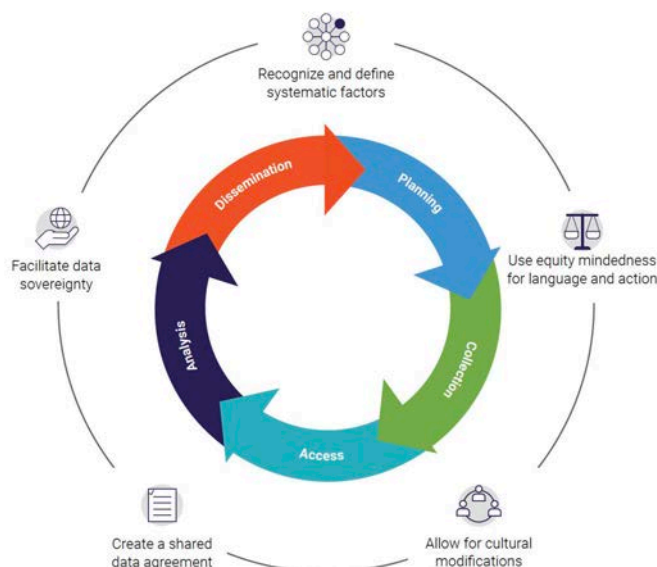 Recognize and define
systematic factors
Dissemination
Planning
Facilitate data
sovereignty
Use equity mindedness
for language and action
Analysis
Collection
Access
Create a shared
data agreement
Allow for cultural
modifications